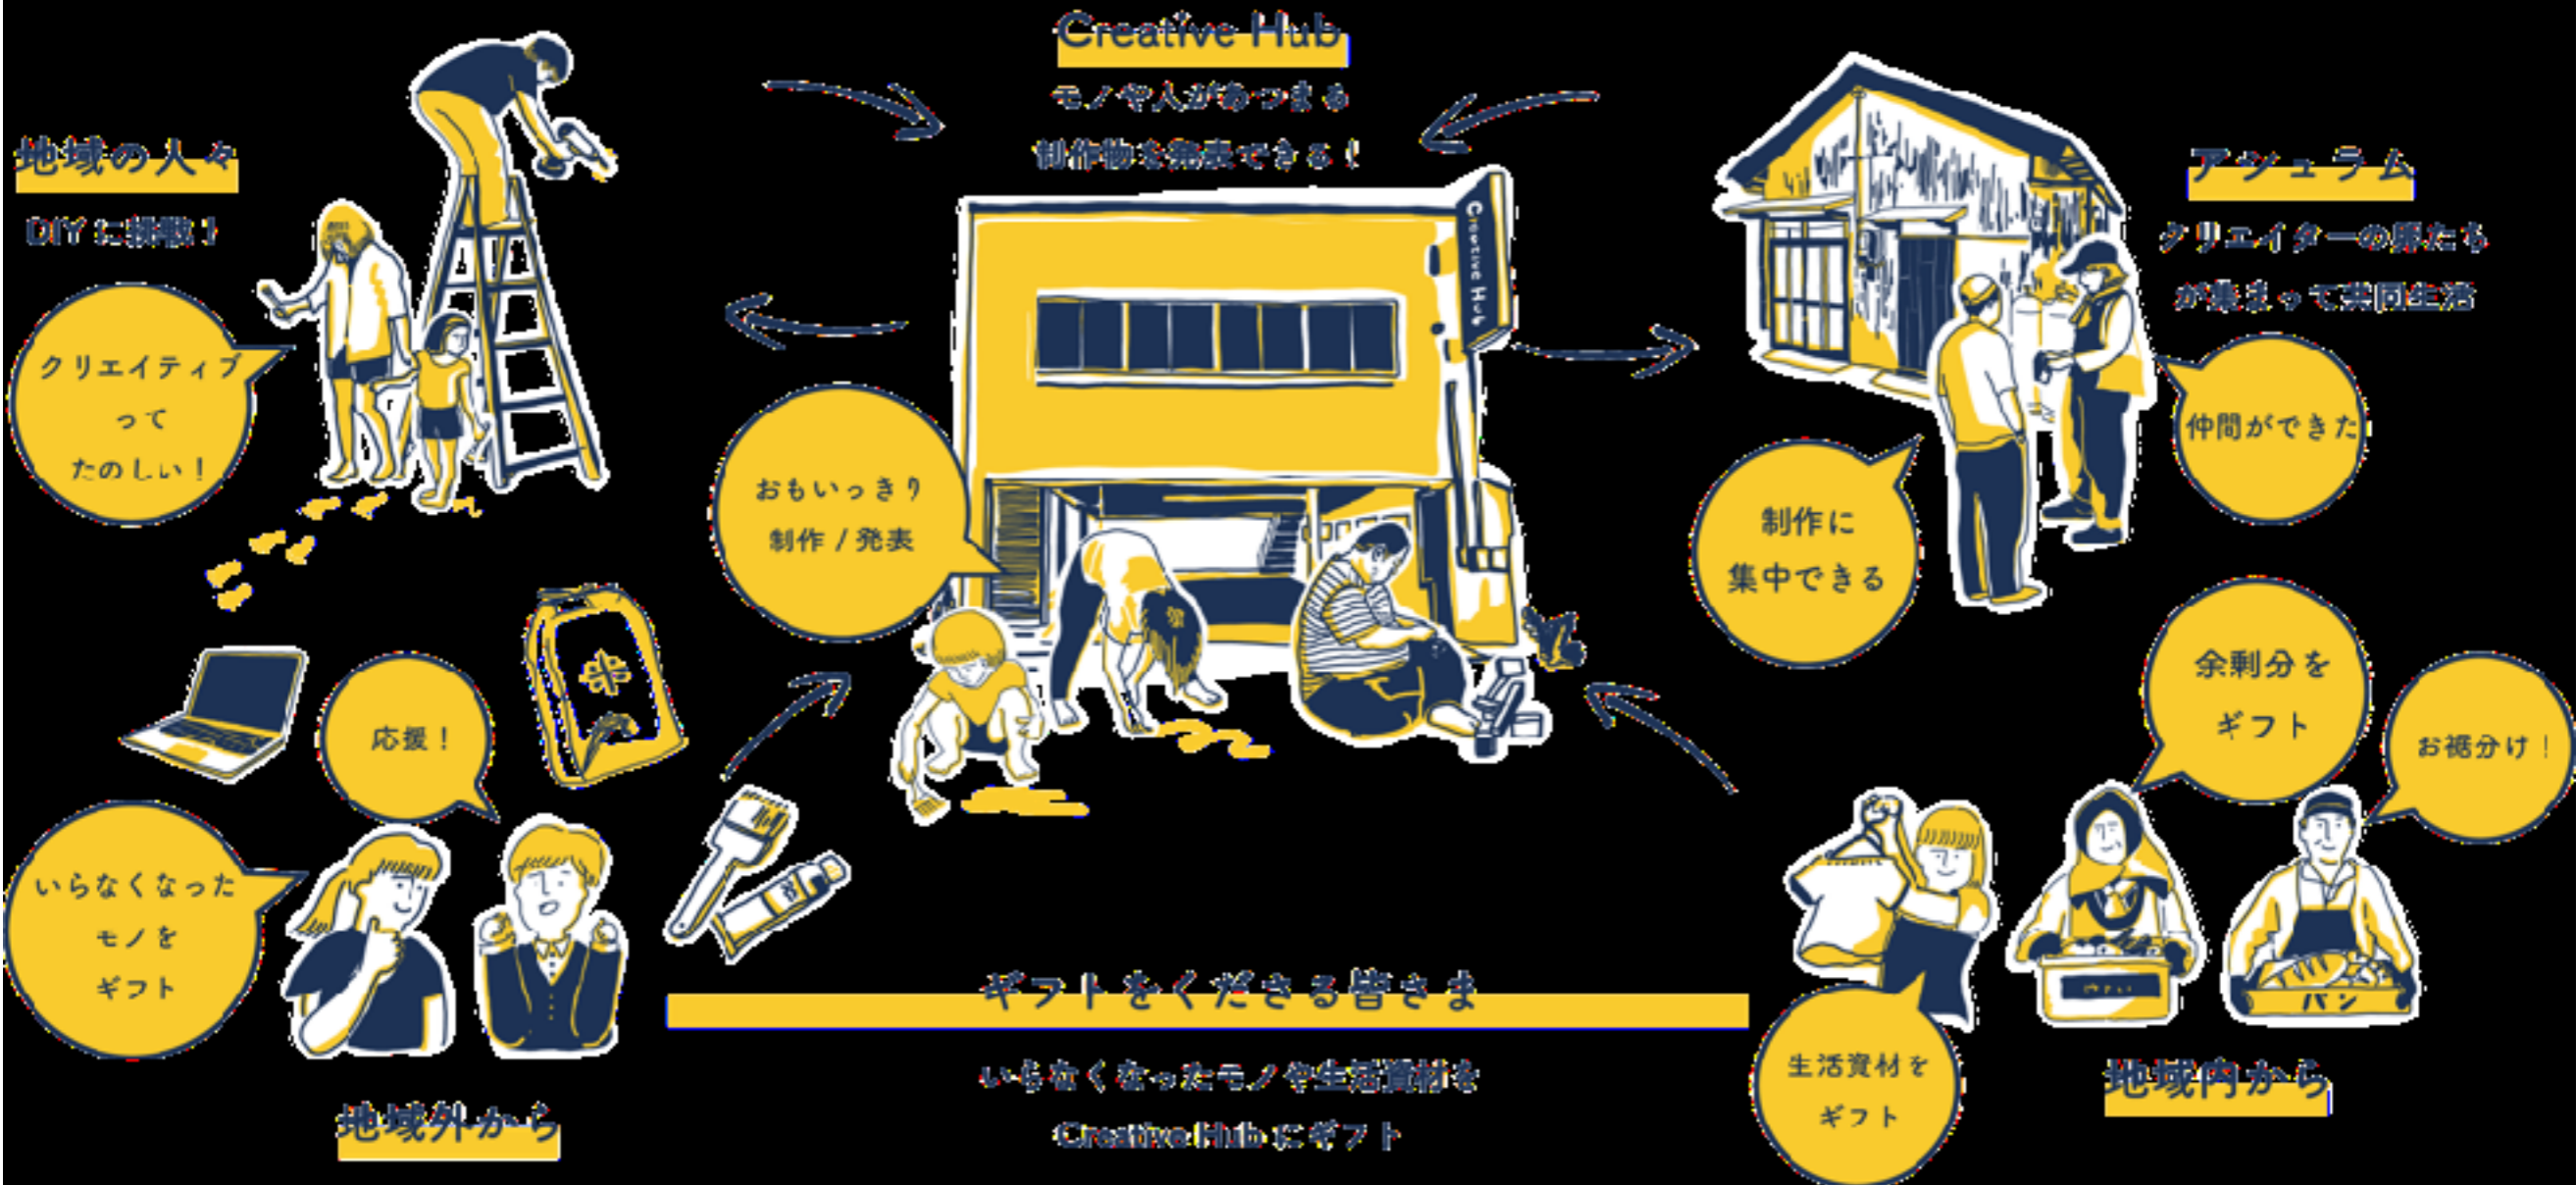 Creative Hub
モノや人があつまる
制作物を発表できる！
地域の人々
DIYに挑戦！
クリエイティブ
って
たのしい！
アシュラム
クリエイターの卵たち
が集まって共同生活
Creative Hub
仲間ができた
制作に
集中できる
おもいっきり
制作 / 発表
応援！
いらなくなった
モノを
ギフト
地域外から
余剰分を
ギフト
お裾分け！
やさい
パン
生活資材を
ギフト
地域内から
ギフトをくださる皆さま
いらなくなったモノや生活資材を
Creative Hub にギフト